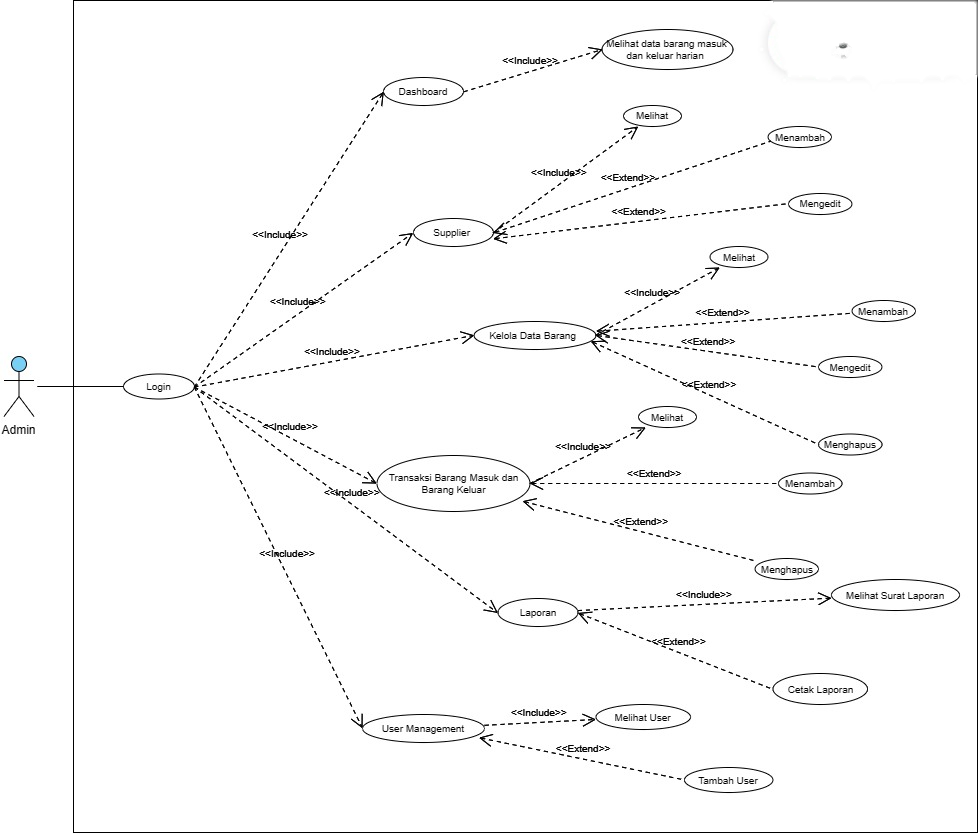 Melihat data barang masuk
dan keluar harian
<<Include>>
Dashboard
Melihat
Menambah
<<Include>>
<<Extend>>
Mengedit
<<Extend>>
Supplier
<<Include>>
Melihat
<<Include>>
<<Include>>
Menambah
<<Extend>>
Kelola Data Barang
<<Extend>>
<<Include>>
Mengedit
<<Extend>>
Login
Melihat
Admin
<<Include>>
<<Include>>
Menghapus
Transaksi Barang Masuk dan
Barang Keluar
<<Extend>>
Menambah
<<Include>>
<<Extend>>
<<Include>>
Menghapus
<<Include>>
Melihat Surat Laporan
Laporan
<<Extend>>
Cetak Laporan
<<Include>>
Melihat User
User Management
<<Extend>>
Tambah User